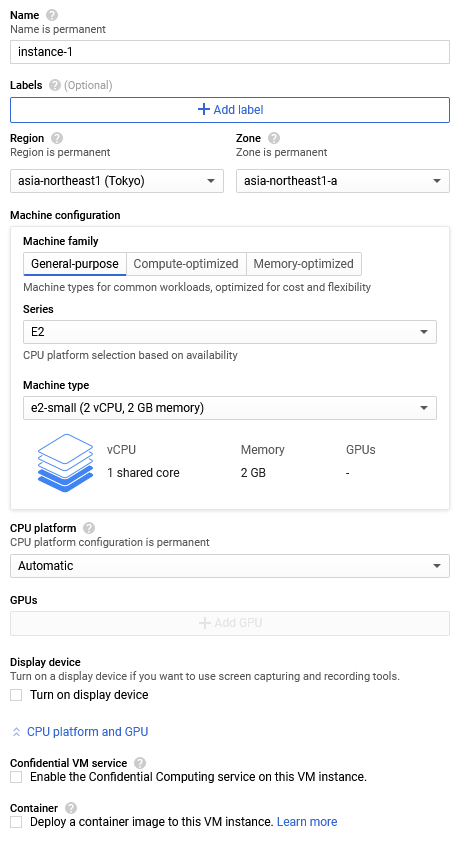 Name
Name is permanent
instance-1
Labels (Optional)
Add label
Region Zone
Region is permanent Zone is permanent
asia-northeast1 (Tokyo) asia-northeast1-a
Machine configuration
Machine family
General-purpose Compute-optimized Memory-optimized
Machine types for common workloads, optimized for cost and flexibility
Series
E2
CPU platform selection based on availability
Machine type
e2-small (2 vCPU, 2 GB memory)
vCPU Memory GPUs
1 shared core 2 GB -
CPU platform
CPU platform configuration is permanent
Automatic
GPUs
Add GPU
Display device
Turn on a display device if you want to use screen capturing and recording tools.
Turn on display device
CPU platform and GPU
Confidential VM service
Enable the Confidential Computing service on this VM instance.
Container
Deploy a container image to this VM instance. Learn more